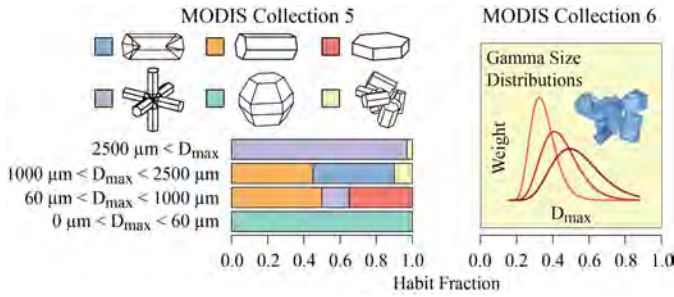 MODIS Collection 5
MODIS Collection 6
2500 µm < Dmax
1000 µm < Dmax < 2500 µm
60 µm < Dmax < 1000 µm
0 µm < Dmax < 60 µm
0.0 0.2 0.4 0.6 0.8 1.0
Gamma Size
Distributions
Weight
Dmax
0.0 0.2 0.4 0.6 0.8 1.0
Habit Fraction